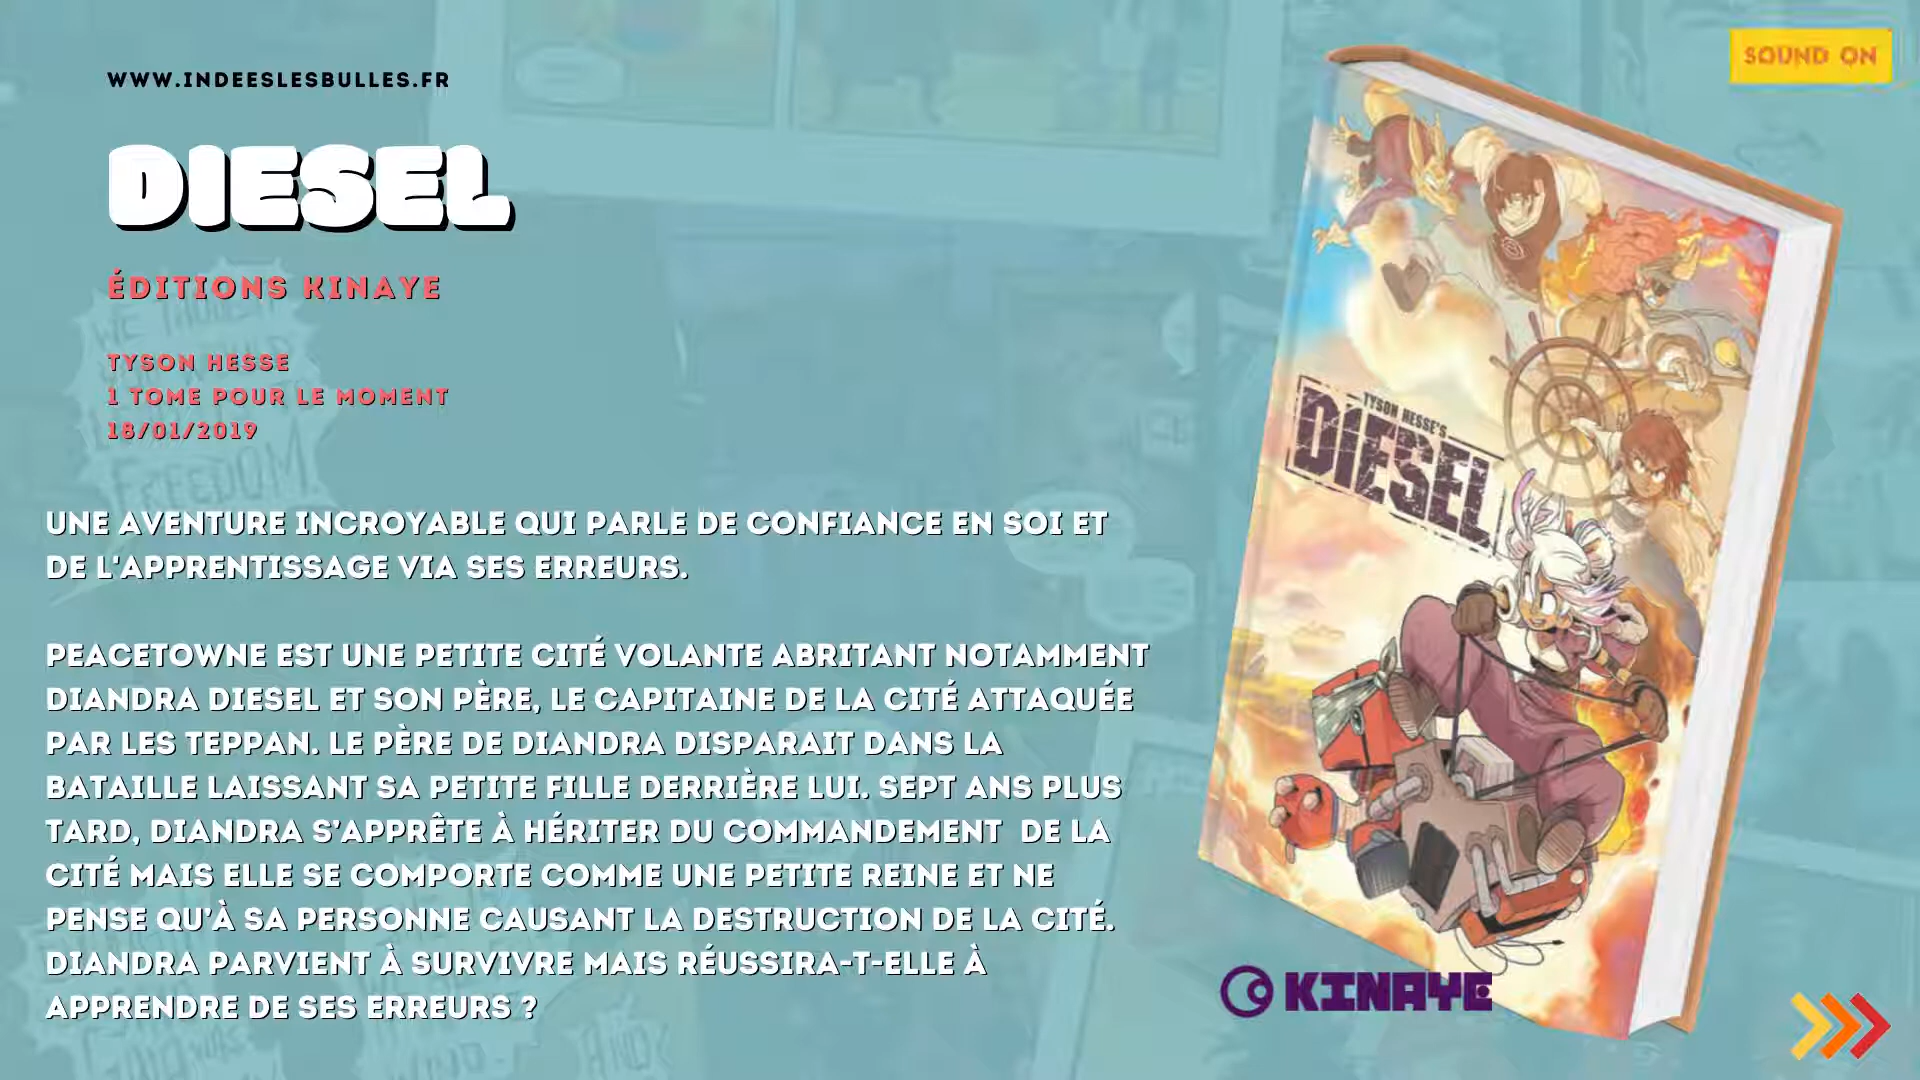 WWW.INDEESLESBULLES.FR
SOUND ON
DIESEL
ÉDITIONS KINAYE
TYSON HESSE
1 TOME POUR LE MOMENT
18/01/2019
UNE AVENTURE INCROYABLE QUI PARLE DE CONFIANCE EN SOI ET
DE L'APPRENTISSAGE VIA SES ERREURS.
PEACETOWNE EST UNE PETITE CITÉ VOLANTE ABRITANT NOTAMMENT
DIANDRA DIESEL ET SON PÈRE, LE CAPITAINE DE LA CITÉ ATTAQUÉE
PAR LES TEPPAN. LE PÈRE DE DIANDRA DISPARAIT DANS LA
BATAILLE LAISSANT SA PETITE FILLE DERRIÈRE LUI. SEPT ANS PLUS
TARD, DIANDRA S'APPRÊTE À HÉRITER DU COMMANDEMENT DE LA
CITÉ MAIS ELLE SE COMPORTE COMME UNE PETITE REINE ET NE
PENSE QU'À SA PERSONNE CAUSANT LA DESTRUCTION DE LA CITÉ.
DIANDRA PARVIENT À SURVIVRE MAIS RÉUSSIRA-T-ELLE À
APPRENDRE DE SES ERREURS ?
TYSON HESSE'S
DIESEL
KINAYE
WE THOUGHT
FREEDOM